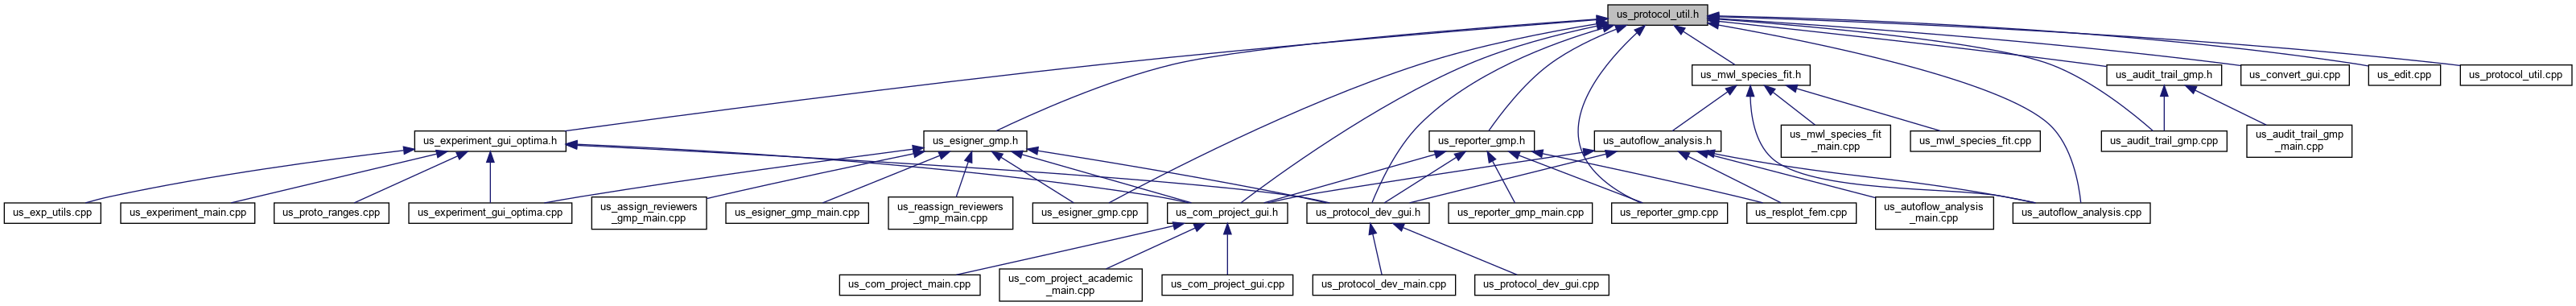 us_protocol_util.h
us_mwl_species_fit.h
us_audit_trail_gmp.h
us_convert_gui.cpp
us_edit.cpp
us_protocol_util.cpp
us_experiment_gui_optima.h
us_esigner_gmp.h
us_reporter_gmp.h
us_autoflow_analysis.h
us_mwl_species_fit
_main.cpp
us_mwl_species_fit.cpp
us_audit_trail_gmp.cpp
us_audit_trail_gmp
_main.cpp
us_exp_utils.cpp
us_experiment_main.cpp
us_proto_ranges.cpp
us_experiment_gui_optima.cpp
us_assign_reviewers
_gmp_main.cpp
us_esigner_gmp_main.cpp
us_reassign_reviewers
_gmp_main.cpp
us_esigner_gmp.cpp
us_com_project_gui.h
us_protocol_dev_gui.h
us_reporter_gmp_main.cpp
us_reporter_gmp.cpp
us_resplot_fem.cpp
us_autoflow_analysis
_main.cpp
us_autoflow_analysis.cpp
us_com_project_main.cpp
us_com_project_academic
_main.cpp
us_com_project_gui.cpp
us_protocol_dev_main.cpp
us_protocol_dev_gui.cpp